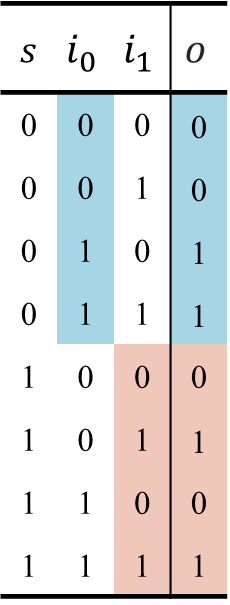 s i₀ i₁ o
0 0 0 0
0 0 1 0
0 1 0 1
0 1 1 1
1 0 0 0
1 0 1 1
1 1 0 0
1 1 1 1